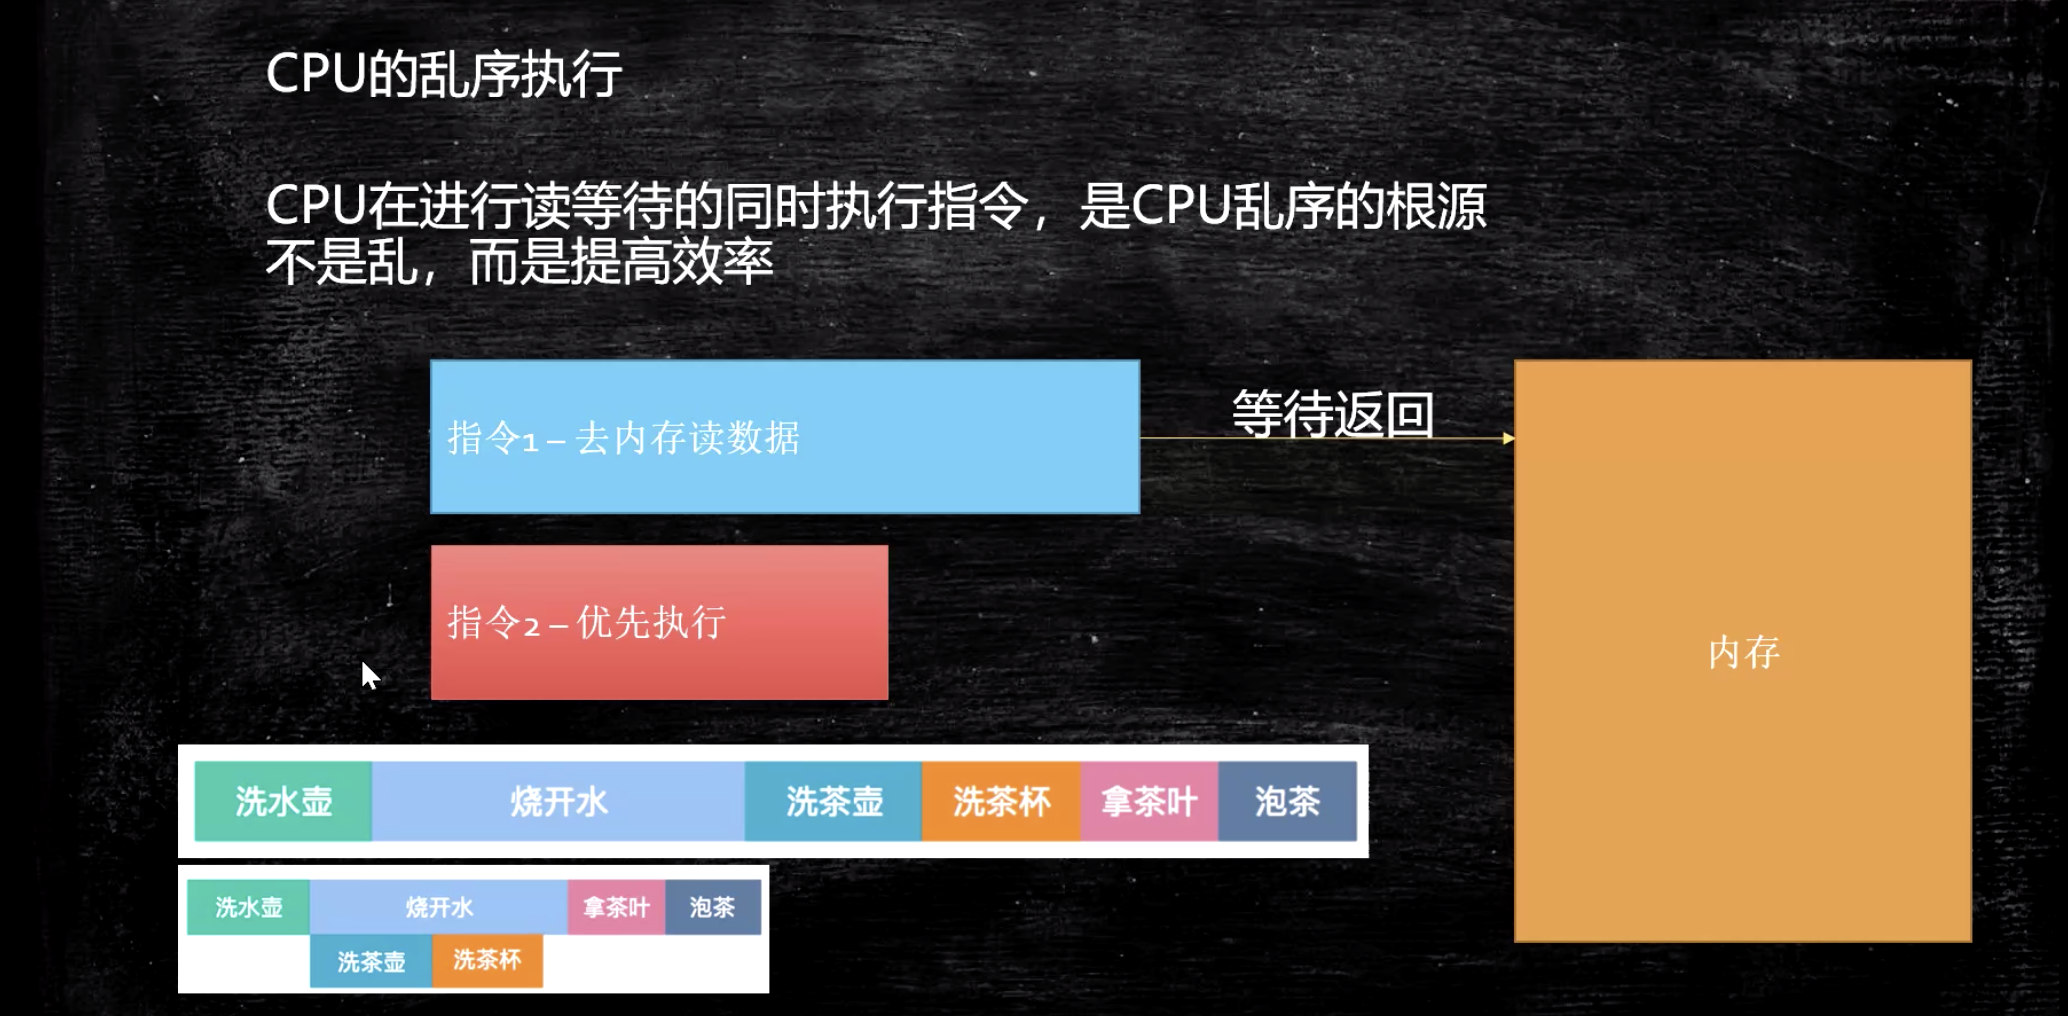 CPU的乱序执行
CPU在进行读等待的同时执行指令，是CPU乱序的根源
不是乱，而是提高效率
指令1 – 去内存读数据
等待返回
指令2 – 优先执行
内存
洗水壶 烧开水 洗茶壶 洗茶杯 拿茶叶 泡茶
洗水壶 烧开水 拿茶叶 泡茶
洗茶壶 洗茶杯